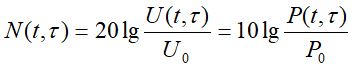 N(t,τ) = 20 lg U(t,τ)/U₀ = 10 lg P(t,τ)/P₀